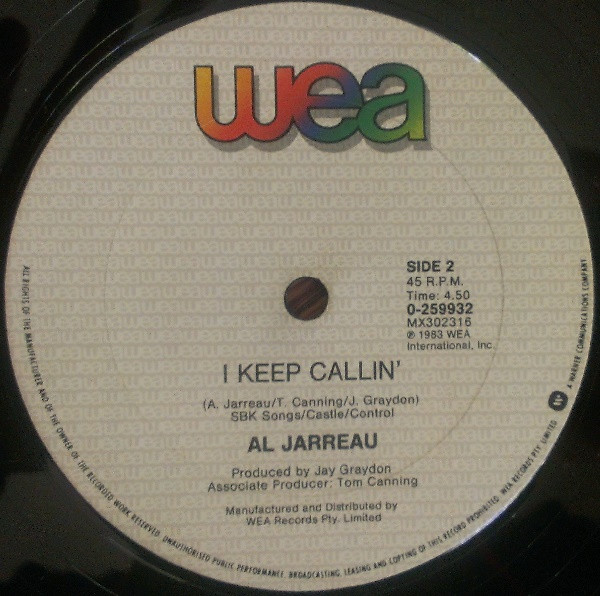 wea
SIDE 2
45 R.P.M.
Time: 4.50
0-259932
MX302316
℗ 1983 WEA
International, Inc.
I KEEP CALLIN'
(A. Jarreau/T. Canning/J. Graydon)
SBK Songs/Castle/Control
AL JARREAU
Produced by Jay Graydon
Associate Producer: Tom Canning
Manufactured and Distributed by
WEA Records Pty. Limited
ALL RIGHTS OF THE MANUFACTURER AND OF THE OWNER OF THE RECORDED WORK RESERVED. UNAUTHORISED PUBLIC PERFORMANCE, BROADCASTING, LEASING AND COPYING OF THIS RECORD PROHIBITED. WEA RECORDS PTY. LIMITED
A WARNER COMMUNICATIONS COMPANY